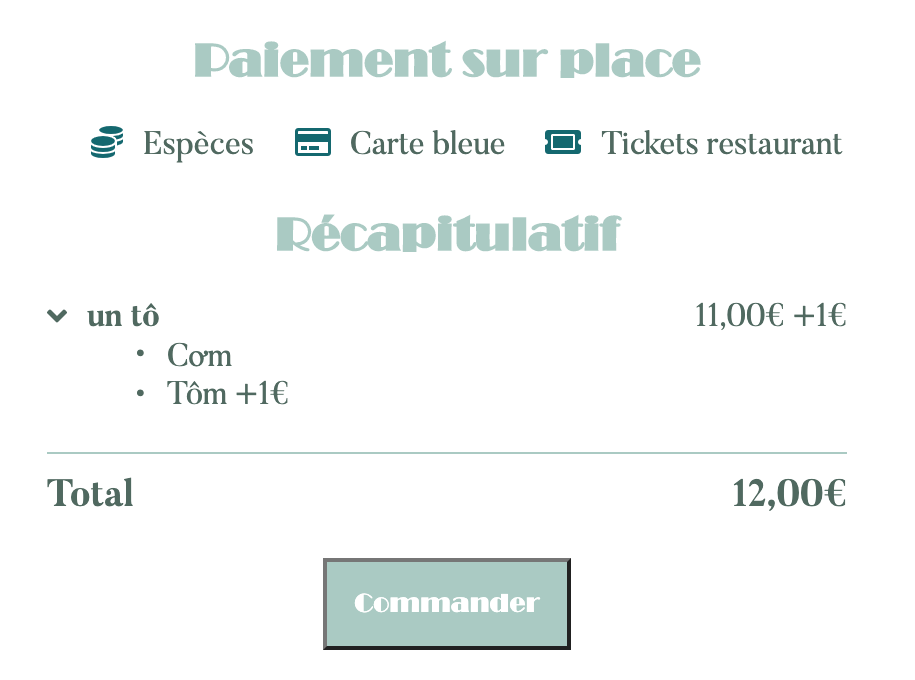 Paiement sur place
Espèces Carte bleue Tickets restaurant
Récapitulatif
un tô 11,00€ +1€
• Cơm
• Tôm +1€
Total 12,00€
Commander